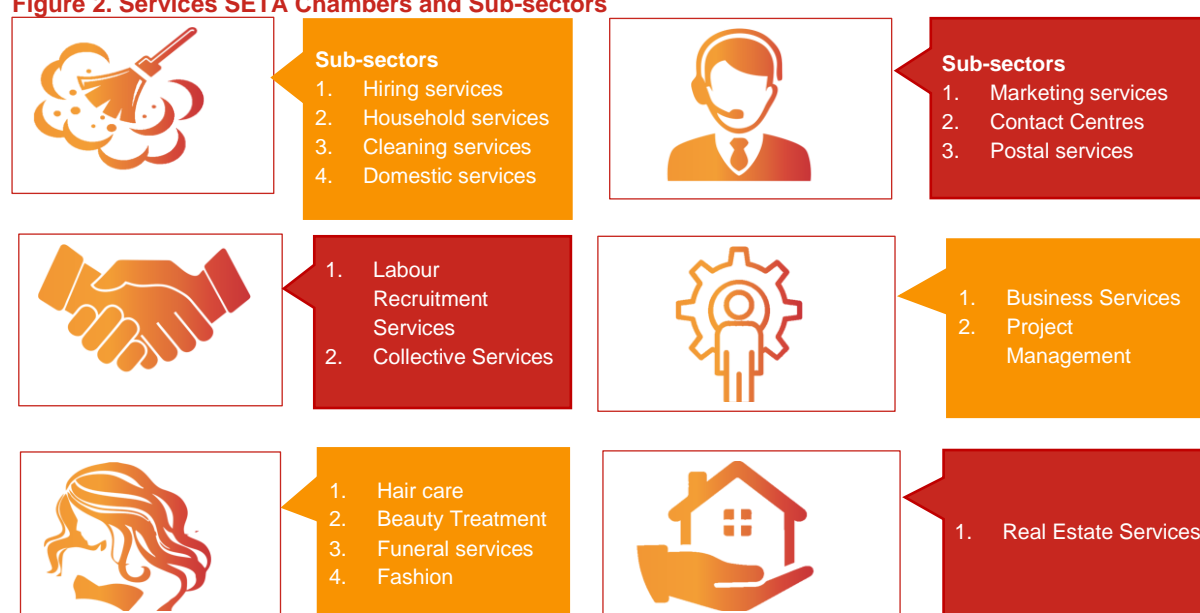 Figure 2. Services SETA Chambers and Sub-sectors
Sub-sectors
1. Hiring services
2. Household services
3. Cleaning services
4. Domestic services
Sub-sectors
1. Marketing services
2. Contact Centres
3. Postal services
1. Labour
Recruitment
Services
2. Collective Services
1. Business Services
2. Project
Management
1. Hair care
2. Beauty Treatment
3. Funeral services
4. Fashion
1. Real Estate Services